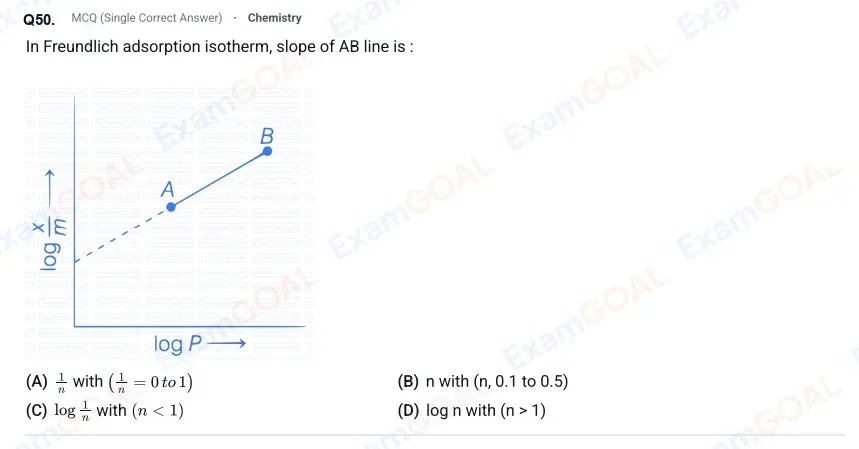 Q50. MCQ (Single Correct Answer) · Chemistry
In Freundlich adsorption isotherm, slope of AB line is :
B
A
log x/m →
log P →
(A) 1/n with (1/n = 0 to 1)
(B) n with (n, 0.1 to 0.5)
(C) log 1/n with (n < 1)
(D) log n with (n > 1)
ExamGOAL